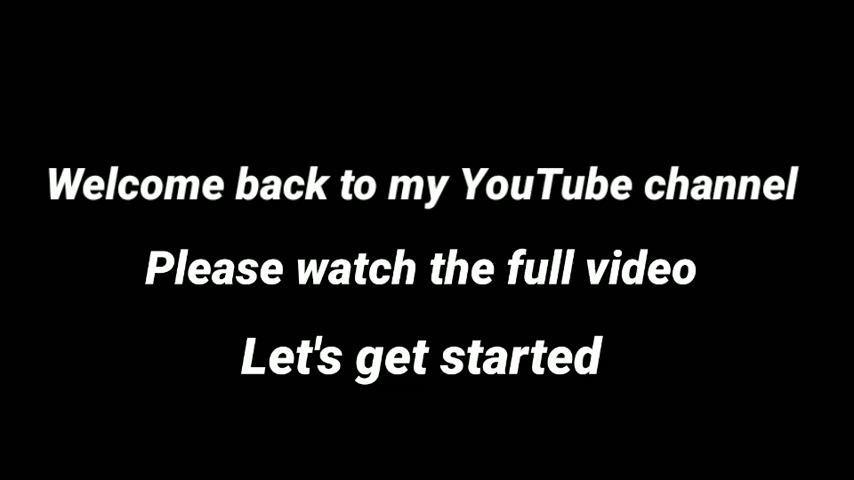 Welcome back to my YouTube channel
Please watch the full video
Let's get started